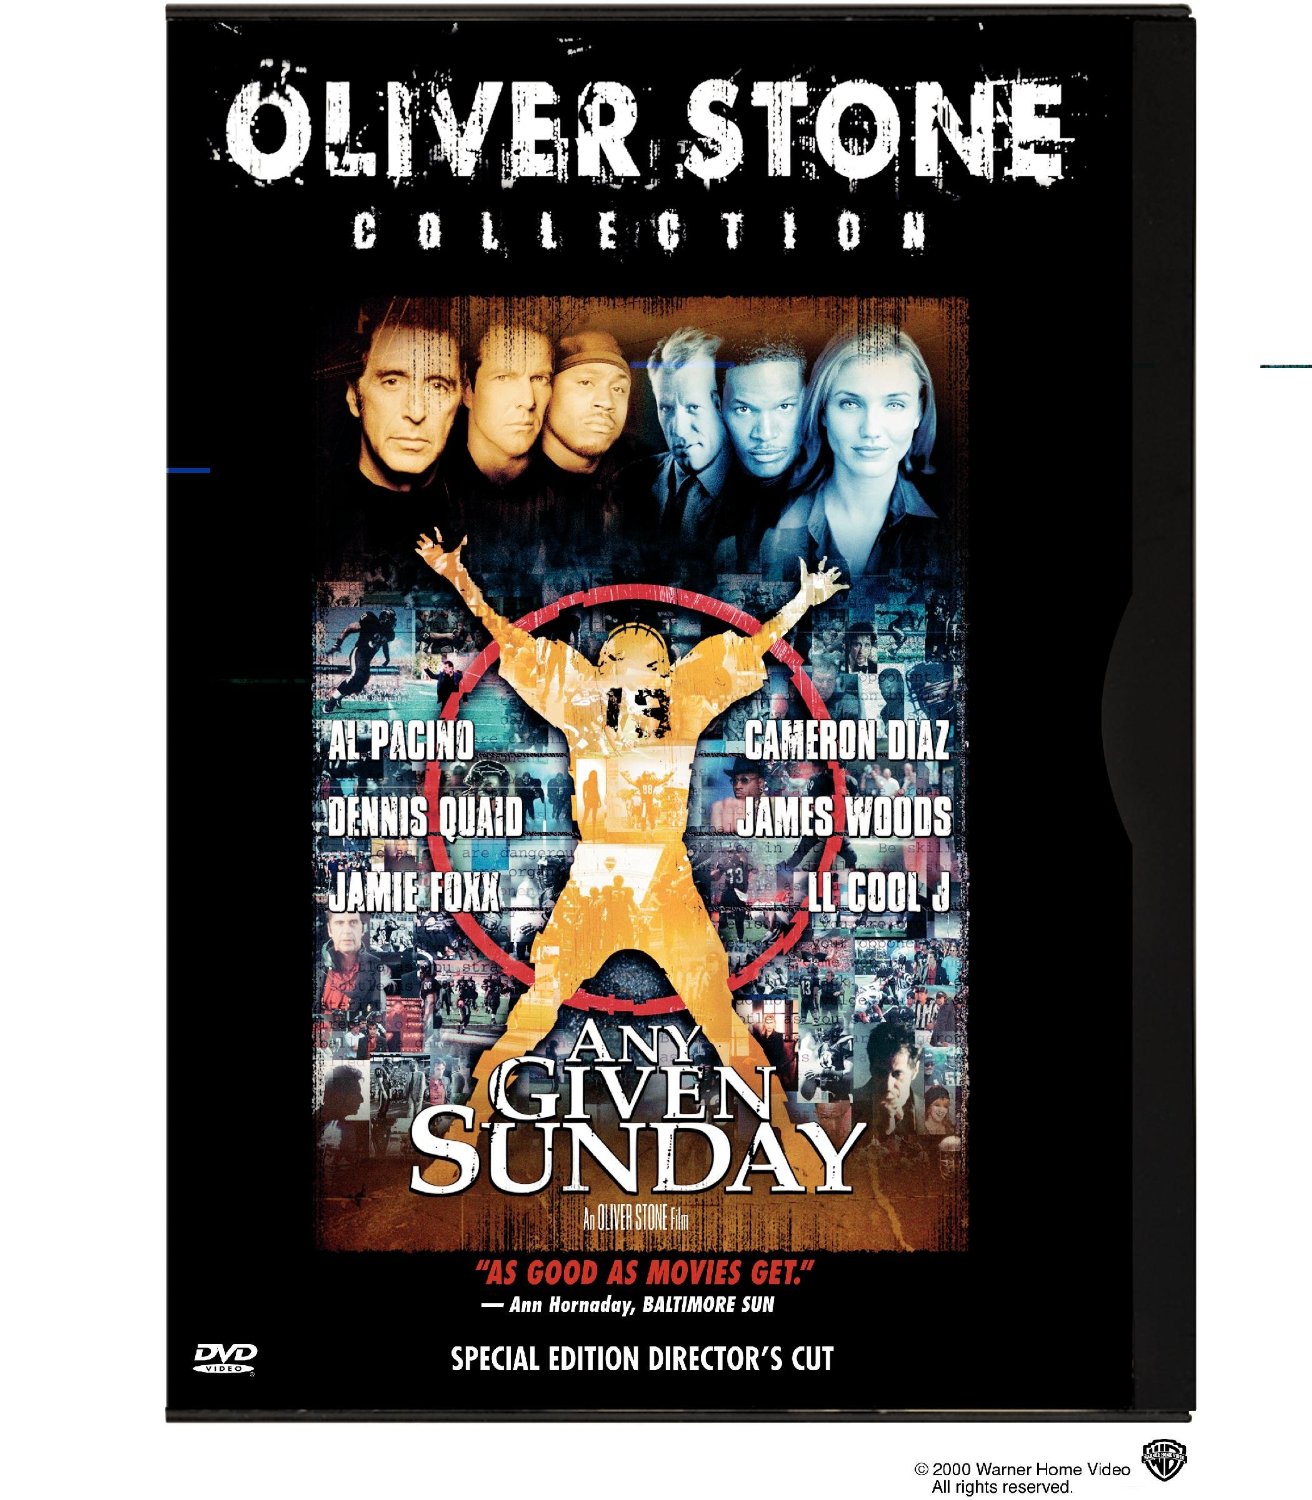 OLIVER STONE
COLLECTION
AL PACINO
CAMERON DIAZ
DENNIS QUAID
JAMES WOODS
JAMIE FOXX
LL COOL J
13
33
ANY
GIVEN
SUNDAY
An OLIVER STONE Film
"AS GOOD AS MOVIES GET."
— Ann Hornaday, BALTIMORE SUN
DVD
VIDEO
SPECIAL EDITION DIRECTOR'S CUT
© 2000 Warner Home Video
All rights reserved.